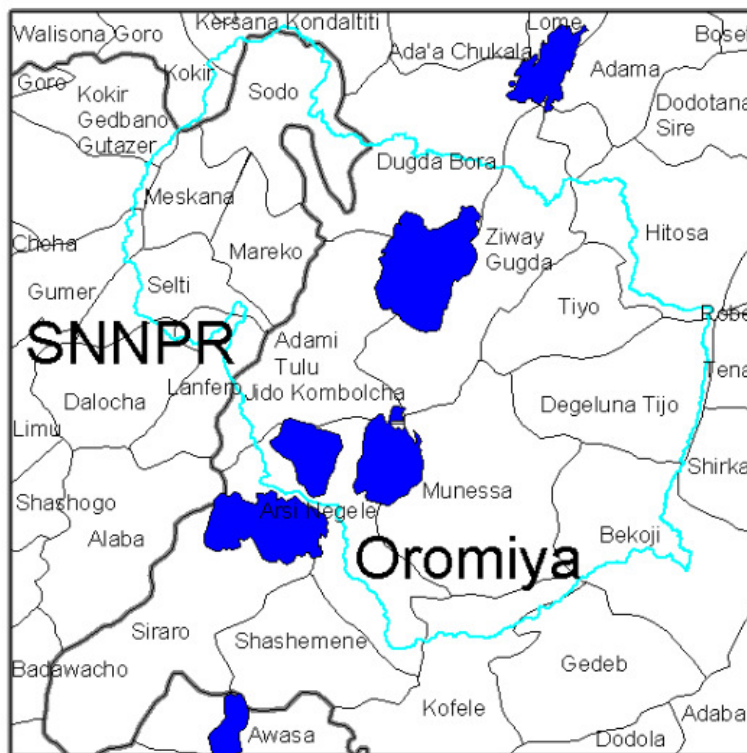 Kersana Kondaltiti
Lome
Walisona Goro
Ada'a Chukala
Bose
Kokir
Adama
Goro
Sodo
Kokir
Gedbano
Gutazer
Dodotana
Sire
Dugda Bora
Meskana
Mareko
Ziway
Gugda
Hitosa
Cheha
Gumer
Selti
Tiyo
Robe
SNNPR
Adami
Tulu
Jido Kombolcha
Tena
Lanfero
Dalocha
Degeluna Tijo
Limu
Shirka
Munessa
Shashogo
Arsi Negele
Alaba
Bekoji
Oromiya
Siraro
Shashemene
Gedeb
Badawacho
Kofele
Adaba
Awasa
Dodola